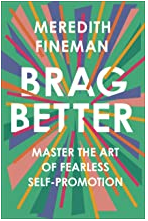 MEREDITH
FINEMAN
BRAG
BETTER
MASTER THE ART
OF FEARLESS
SELF-PROMOTION